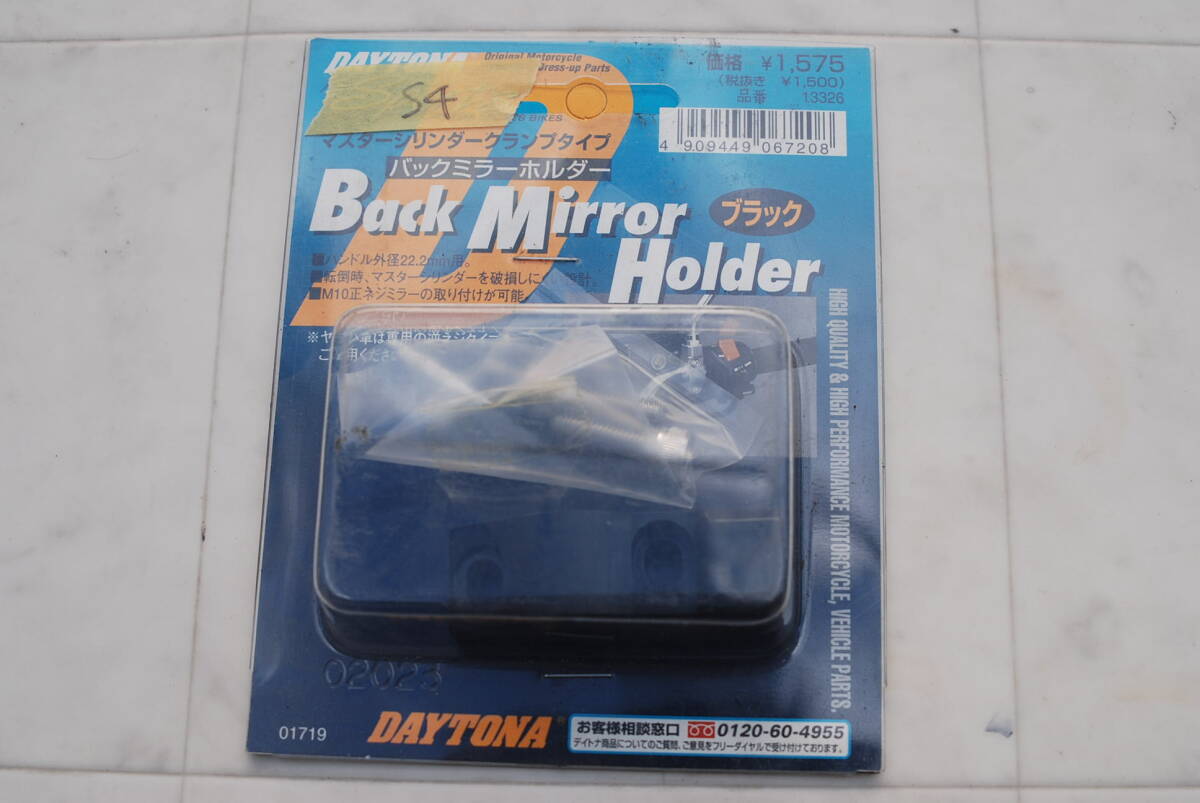 DAYTONA
Original Motorcycle
Dress-up Parts
S4
BIKES
価格 ¥1,575
(税抜き ¥1,500)
品番 13326
4 909449 067208
マスターシリンダークランプタイプ
バックミラーホルダー
Back Mirror
Holder
ブラック
■ハンドル外径22.2mm用。
■転倒時、マスターシリンダーを破損しにくい設計。
■M10正ネジミラーの取り付けが可能
HIGH QUALITY & HIGH PERFORMANCE MOTORCYCLE, VEHICLE PARTS.
02023
01719
DAYTONA
お客様相談窓口 0120-60-4955
デイトナ商品についてのご質問、ご意見をフリーダイヤルで受け付けております。